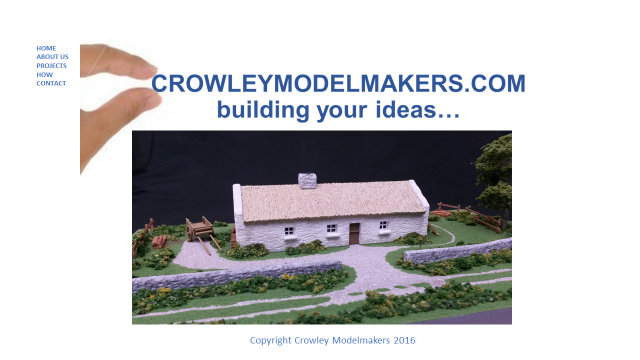 HOME
ABOUT US
PROJECTS
HOW
CONTACT
CROWLEYMODELMAKERS.COM
building your ideas...
Copyright Crowley Modelmakers 2016